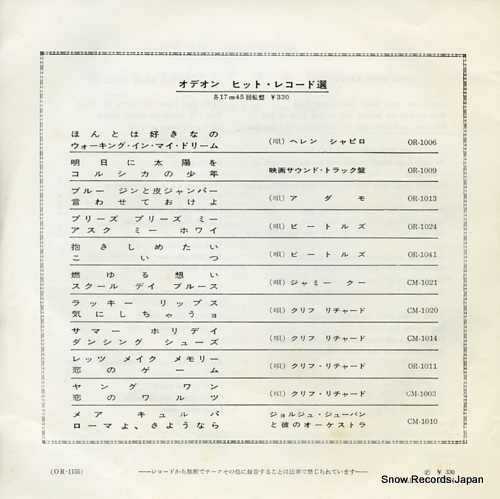 オデオン ヒット・レコード選
各17㎝45回転盤 ¥330
ほんとは好きなの
ウォーキング・イン・マイ・ドリーム
(唄) ヘレン シャピロ
OR-1006
明日に太陽を
コルシカの少年
映画サウンド・トラック盤
OR-1009
ブルー ジンと皮ジャンパー
言わせておけよ
(唄) アダモ
OR-1013
プリーズ プリーズ ミー
アスク ミー ホワイ
(唄) ビートルズ
OR-1024
抱きしめたい
こいつ
(唄) ビートルズ
OR-1041
燃ゆる想い
スクール デイ ブルース
(唄) ジャミー クー
CM-1021
ラッキー リップス
気にしちゃうョ
(唄) クリフ リチャード
CM-1020
サマー ホリデイ
ダンシング シューズ
(唄) クリフ リチャード
CM-1014
レッツ メイク メモリー
恋のゲーム
(唄) クリフ・リチャード
OR-1011
ヤング ワン
恋のワルツ
(唄) クリフ・リチャード
CM-1003
メア キュルパ
ローマよ、さようなら
ジョルジュ・ジューバン
と彼のオーケストラ
CM-1010
(OR-1155)
——レコードから無断でテープその他に録音することは法律で禁じられています——
Ⓟ ¥ 330
Snow Records Japan